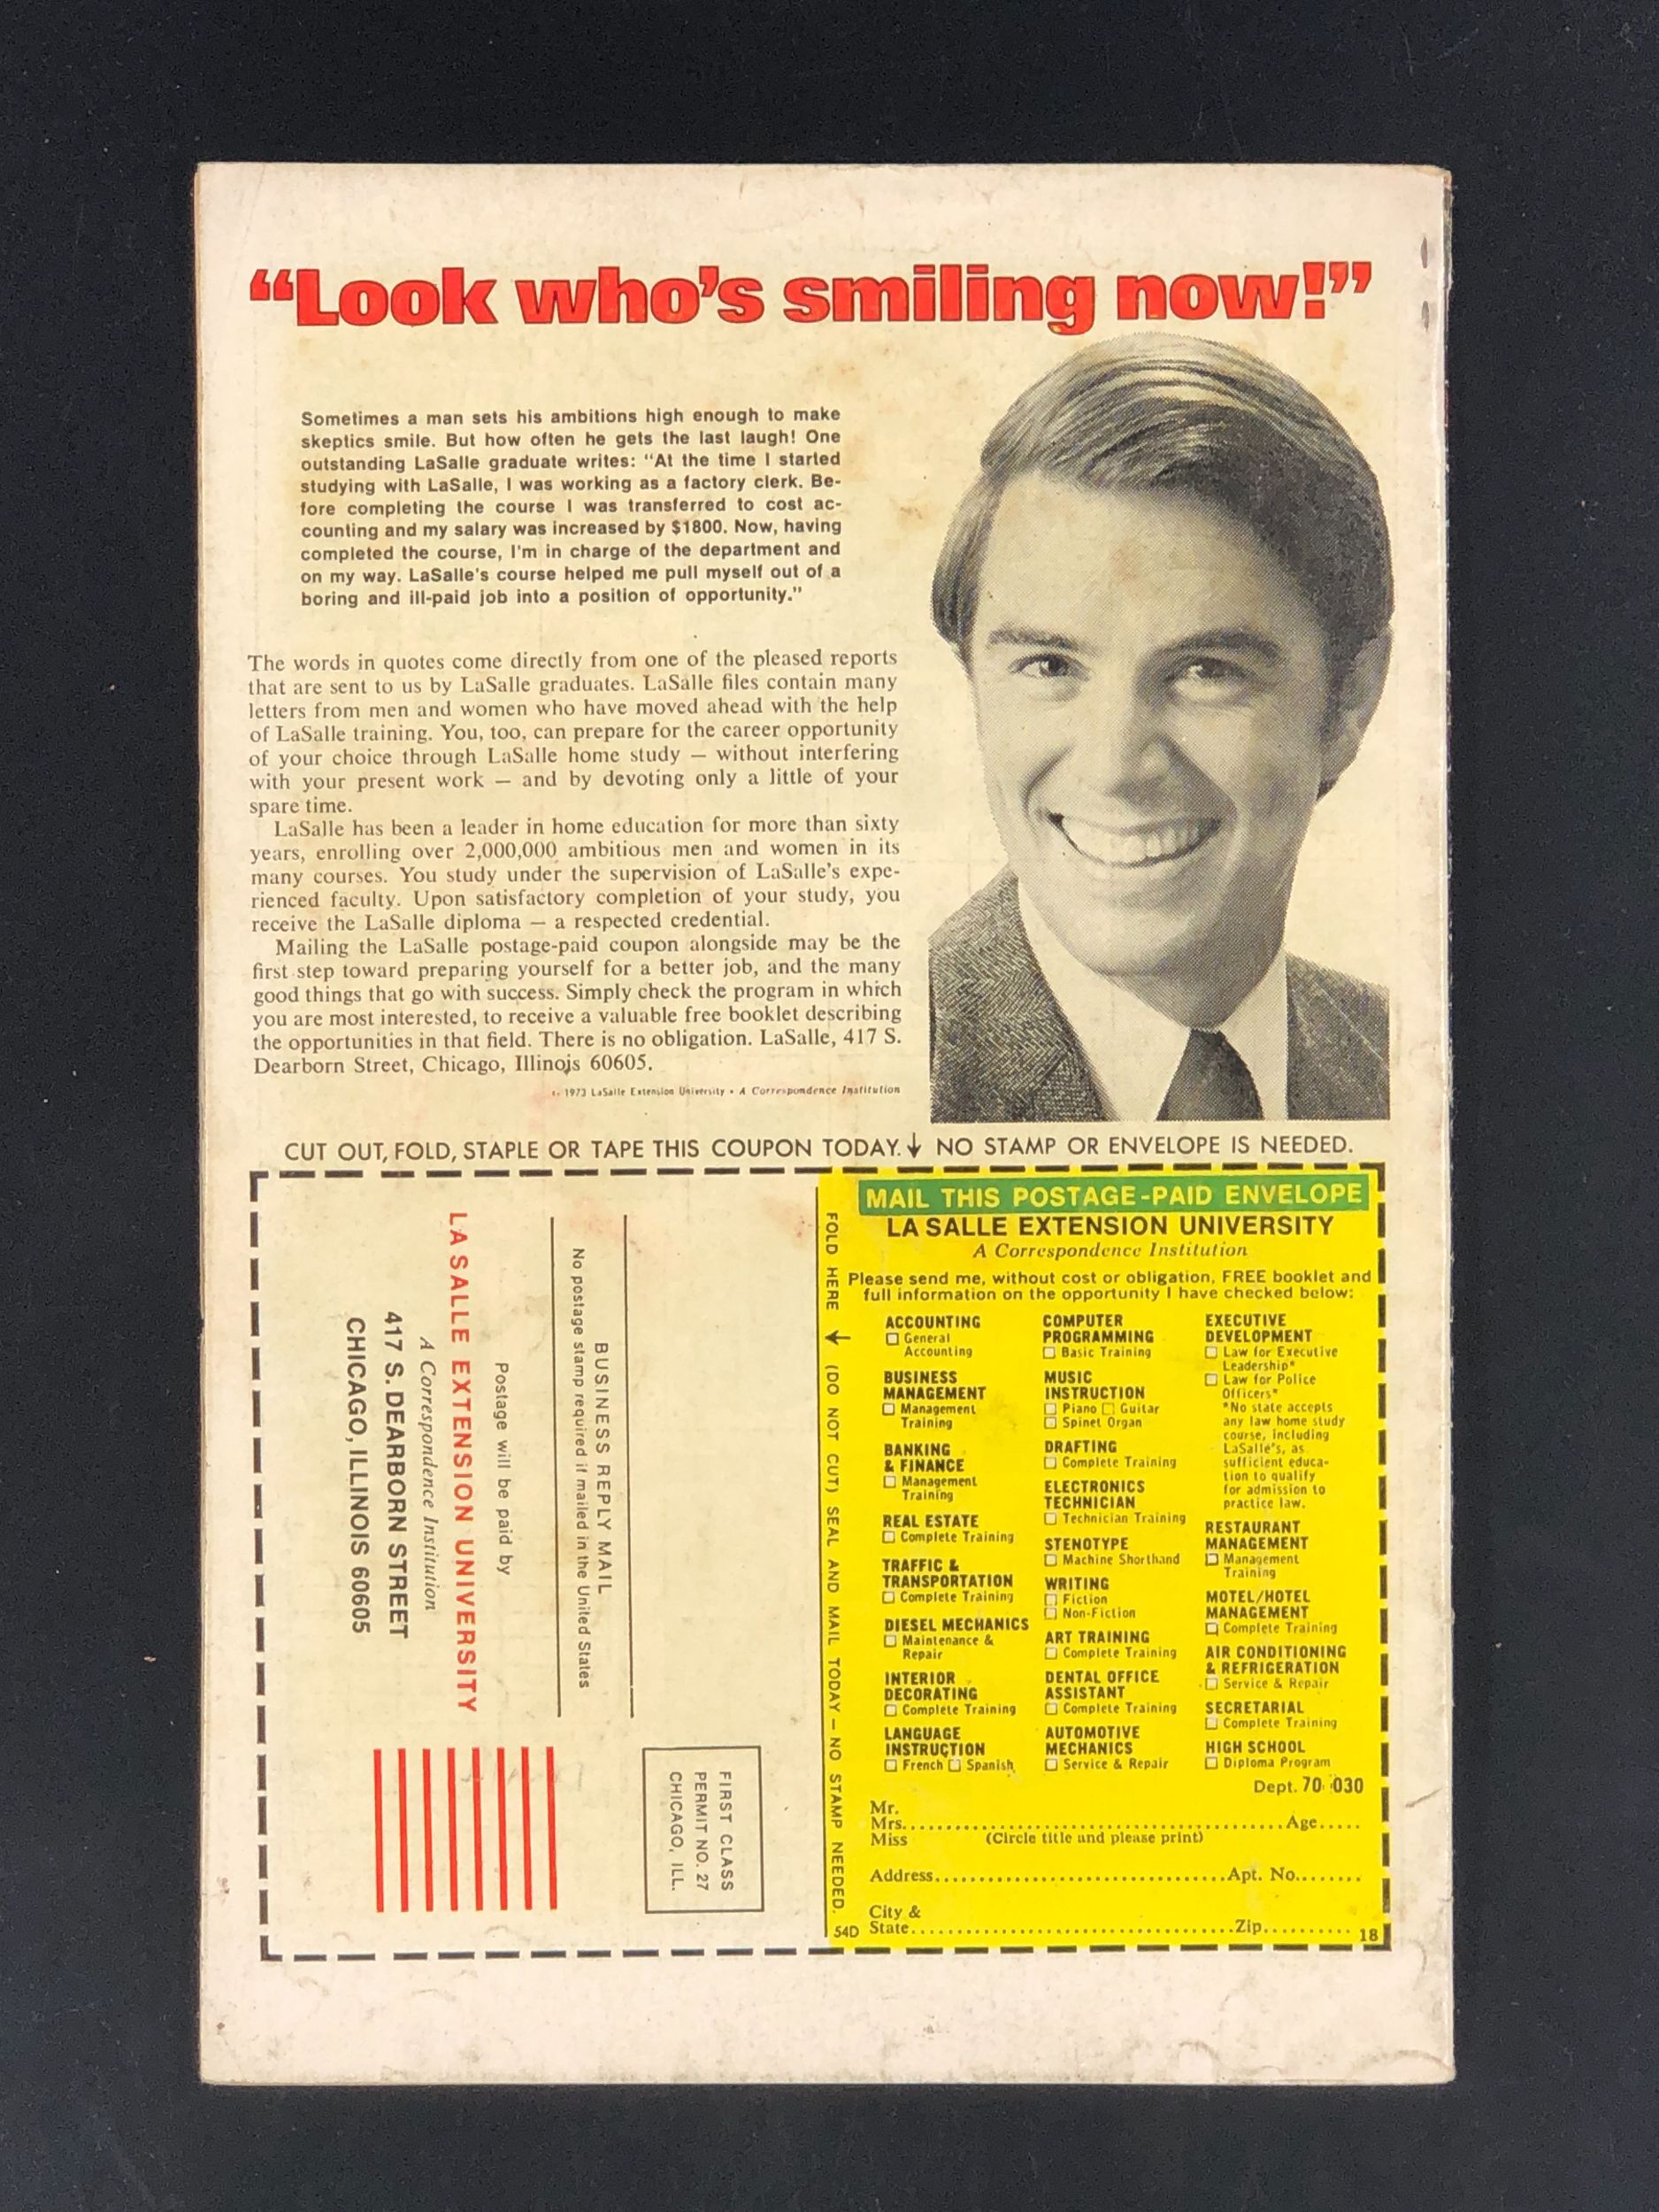 “Look who’s smiling now!”
Sometimes a man sets his ambitions high enough to make
skeptics smile. But how often he gets the last laugh! One
outstanding LaSalle graduate writes: “At the time I started
studying with LaSalle, I was working as a factory clerk. Be-
fore completing the course I was transferred to cost ac-
counting and my salary was increased by $1800. Now, having
completed the course, I’m in charge of the department and
on my way. LaSalle’s course helped me pull myself out of a
boring and ill-paid job into a position of opportunity.”
The words in quotes come directly from one of the pleased reports
that are sent to us by LaSalle graduates. LaSalle files contain many
letters from men and women who have moved ahead with the help
of LaSalle training. You, too, can prepare for the career opportunity
of your choice through LaSalle home study — without interfering
with your present work — and by devoting only a little of your
spare time.
LaSalle has been a leader in home education for more than sixty
years, enrolling over 2,000,000 ambitious men and women in its
many courses. You study under the supervision of LaSalle’s expe-
rienced faculty. Upon satisfactory completion of your study, you
receive the LaSalle diploma — a respected credential.
Mailing the LaSalle postage-paid coupon alongside may be the
first step toward preparing yourself for a better job, and the many
good things that go with success. Simply check the program in which
you are most interested, to receive a valuable free booklet describing
the opportunities in that field. There is no obligation. LaSalle, 417 S.
Dearborn Street, Chicago, Illinois 60605.
© 1973 LaSalle Extension University • A Correspondence Institution
CUT OUT, FOLD, STAPLE OR TAPE THIS COUPON TODAY. ↓ NO STAMP OR ENVELOPE IS NEEDED.
FIRST CLASS
PERMIT NO. 27
CHICAGO, ILL.
BUSINESS REPLY MAIL
No postage stamp required if mailed in the United States
Postage will be paid by
LA SALLE EXTENSION UNIVERSITY
A Correspondence Institution
417 S. DEARBORN STREET
CHICAGO, ILLINOIS 60605
FOLD HERE (DO NOT CUT) SEAL AND MAIL TODAY — NO STAMP NEEDED.
MAIL THIS POSTAGE-PAID ENVELOPE
LA SALLE EXTENSION UNIVERSITY
A Correspondence Institution
Please send me, without cost or obligation, FREE booklet and
full information on the opportunity I have checked below:
ACCOUNTING
☐ General
Accounting
BUSINESS
MANAGEMENT
☐ Management
Training
BANKING
& FINANCE
☐ Management
Training
REAL ESTATE
☐ Complete Training
TRAFFIC &
TRANSPORTATION
☐ Complete Training
DIESEL MECHANICS
☐ Maintenance &
Repair
INTERIOR
DECORATING
☐ Complete Training
LANGUAGE
INSTRUCTION
☐ French ☐ Spanish
COMPUTER
PROGRAMMING
☐ Basic Training
MUSIC
INSTRUCTION
☐ Piano ☐ Guitar
☐ Spinet Organ
DRAFTING
☐ Complete Training
ELECTRONICS
TECHNICIAN
☐ Technician Training
STENOTYPE
☐ Machine Shorthand
WRITING
☐ Fiction
☐ Non-Fiction
ART TRAINING
☐ Complete Training
DENTAL OFFICE
ASSISTANT
☐ Complete Training
AUTOMOTIVE
MECHANICS
☐ Service & Repair
EXECUTIVE
DEVELOPMENT
☐ Law for Executive
Leadership*
☐ Law for Police
Officers*
*No state accepts
any law home study
course, including
LaSalle’s, as
sufficient educa-
tion to qualify
for admission to
practice law.
RESTAURANT
MANAGEMENT
☐ Management
Training
MOTEL/HOTEL
MANAGEMENT
☐ Complete Training
AIR CONDITIONING
& REFRIGERATION
☐ Service & Repair
SECRETARIAL
☐ Complete Training
HIGH SCHOOL
☐ Diploma Program
Dept. 70-030
Mr.
Mrs. Age
Miss (Circle title and please print)
Address Apt. No.
City &
State Zip
54D 18